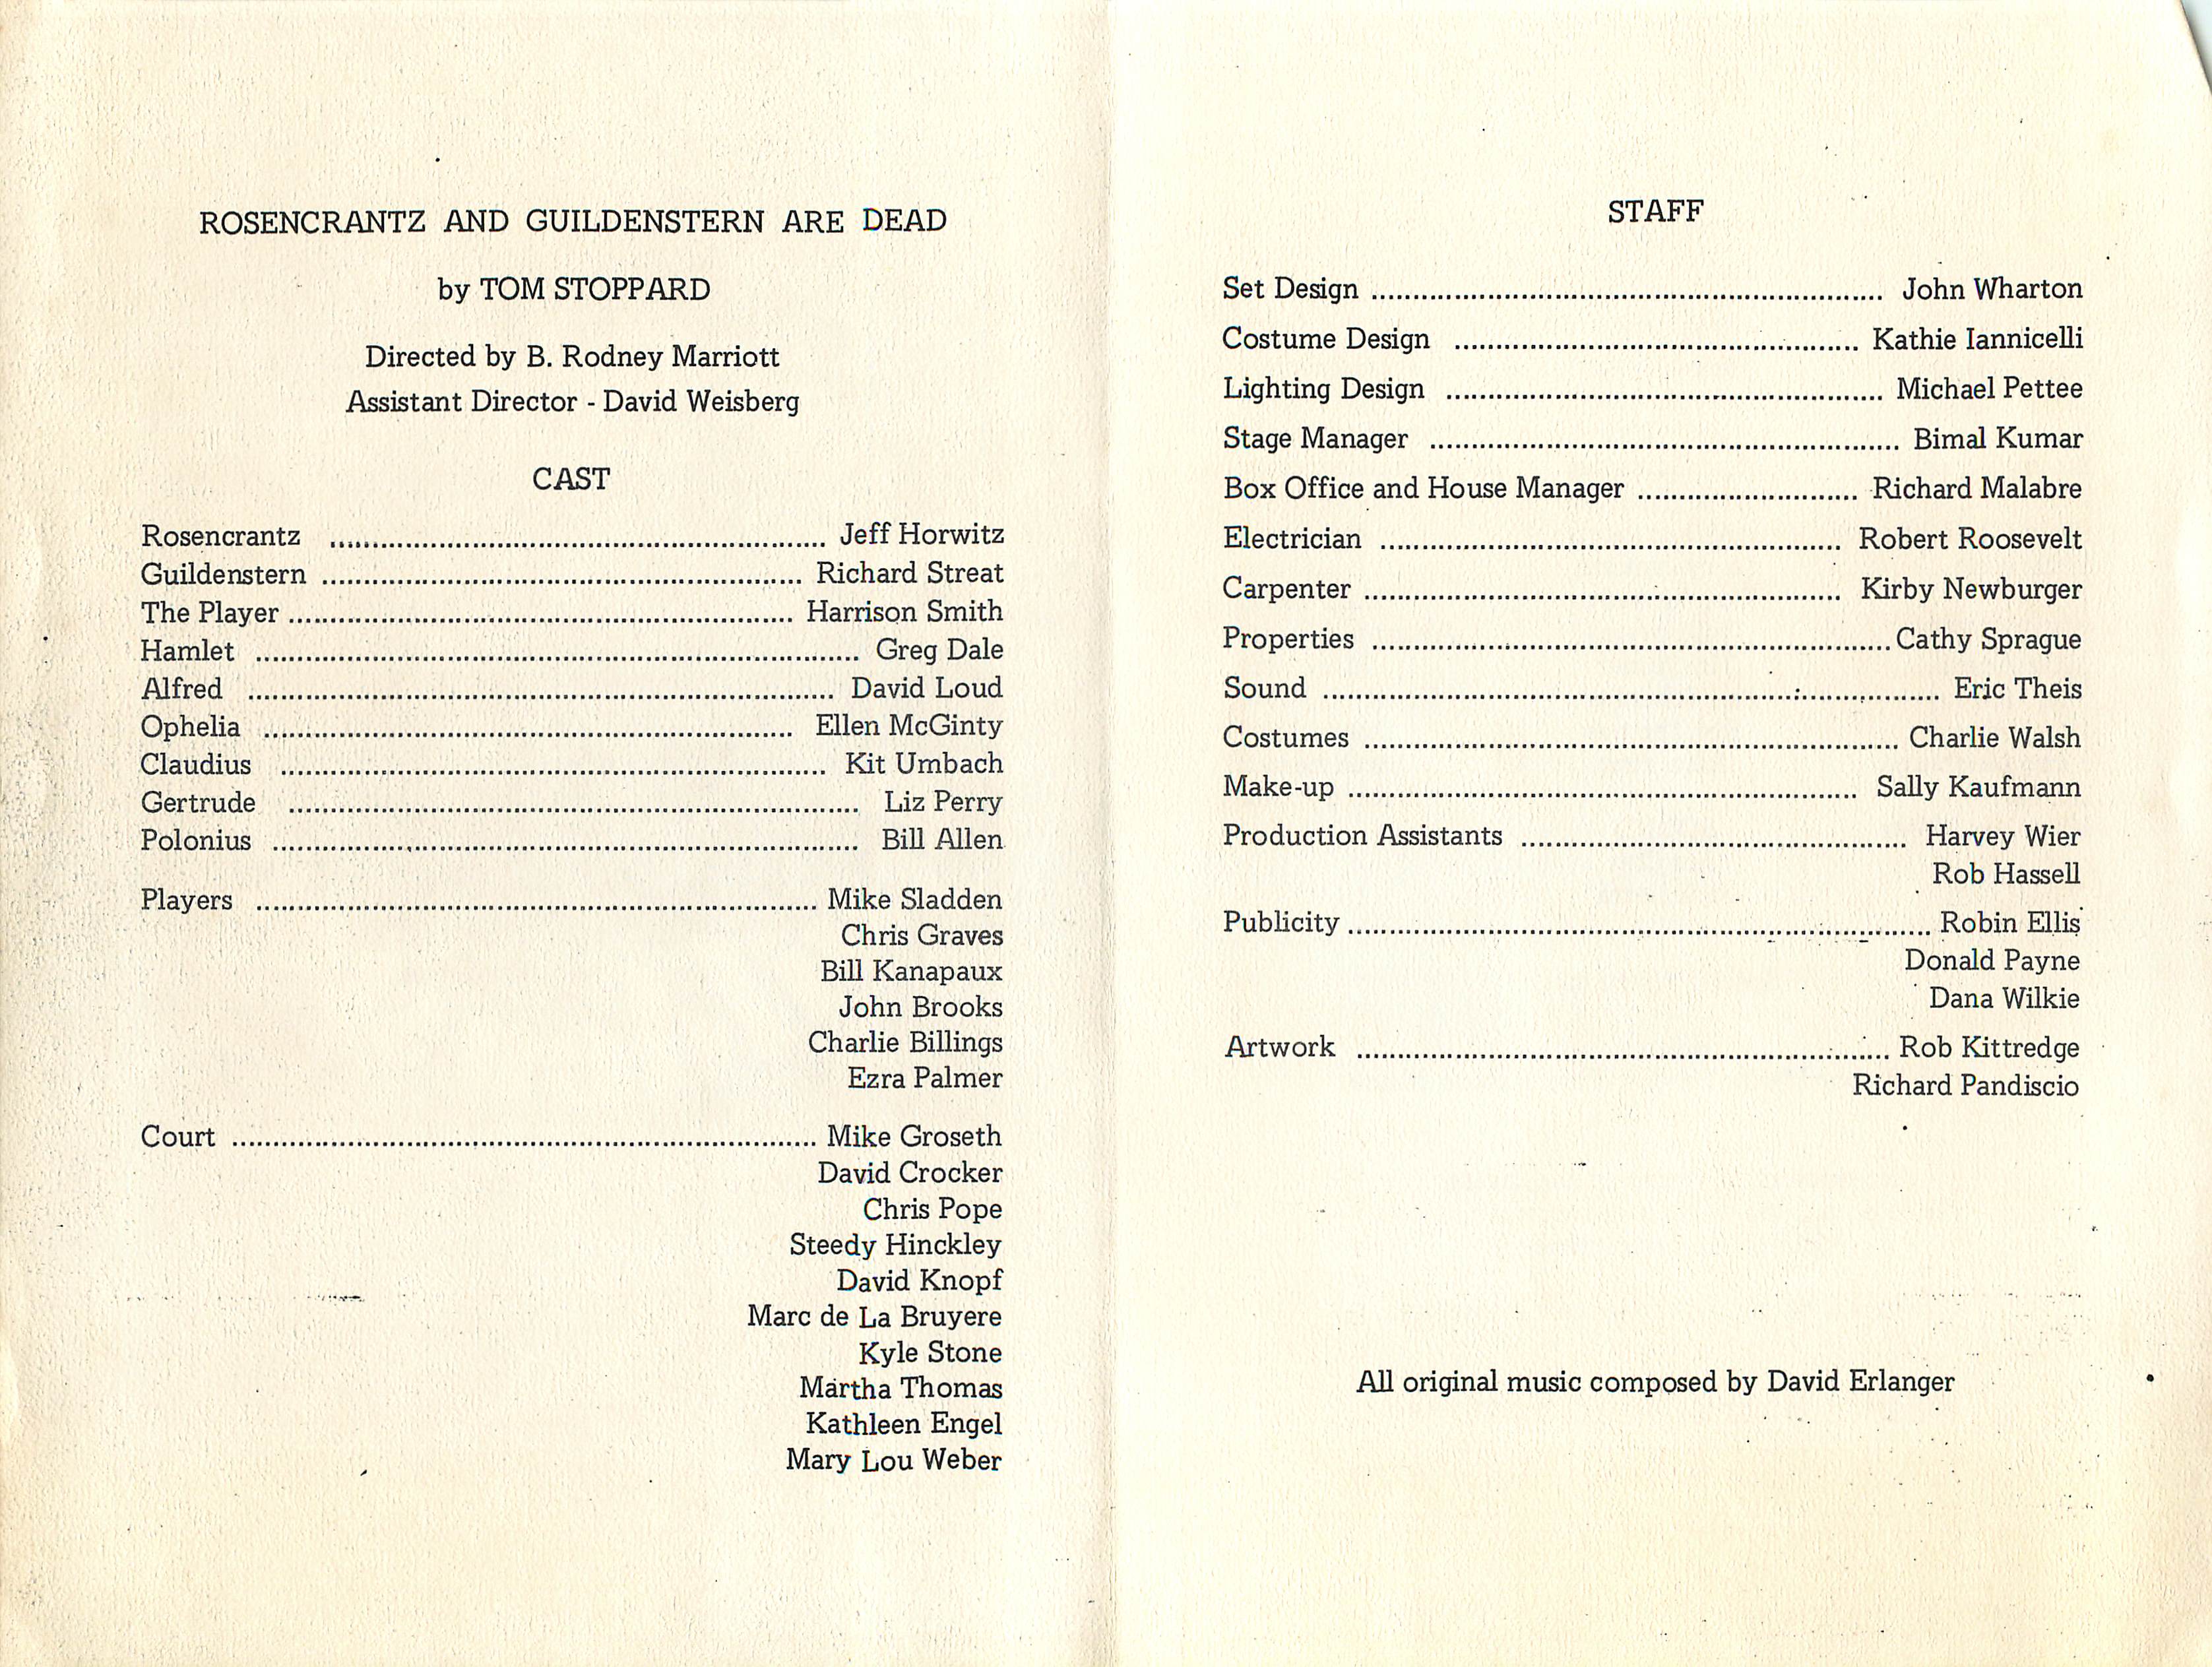 ROSENCRANTZ AND GUILDENSTERN ARE DEAD
by TOM STOPPARD
Directed by B. Rodney Marriott
Assistant Director - David Weisberg
CAST
Rosencrantz ........................................ Jeff Horwitz
Guildenstern ........................................ Richard Streat
The Player ........................................ Harrison Smith
Hamlet ........................................ Greg Dale
Alfred ........................................ David Loud
Ophelia ........................................ Ellen McGinty
Claudius ........................................ Kit Umbach
Gertrude ........................................ Liz Perry
Polonius ........................................ Bill Allen
Players ........................................ Mike Sladden
Chris Graves
Bill Kanapaux
John Brooks
Charlie Billings
Ezra Palmer
Court ........................................ Mike Groseth
David Crocker
Chris Pope
Steedy Hinckley
David Knopf
Marc de La Bruyere
Kyle Stone
Martha Thomas
Kathleen Engel
Mary Lou Weber
STAFF
Set Design ........................................ John Wharton
Costume Design ........................................ Kathie Iannicelli
Lighting Design ........................................ Michael Pettee
Stage Manager ........................................ Bimal Kumar
Box Office and House Manager ........................................ Richard Malabre
Electrician ........................................ Robert Roosevelt
Carpenter ........................................ Kirby Newburger
Properties ........................................ Cathy Sprague
Sound ........................................ Eric Theis
Costumes ........................................ Charlie Walsh
Make-up ........................................ Sally Kaufmann
Production Assistants ........................................ Harvey Wier
Rob Hassell
Publicity ........................................ Robin Ellis
Donald Payne
Dana Wilkie
Artwork ........................................ Rob Kittredge
Richard Pandiscio
All original music composed by David Erlanger